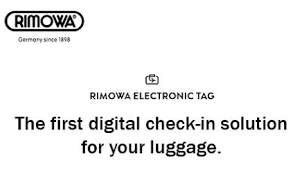 RIMOWA
Germany since 1898
RIMOWA ELECTRONIC TAG
The first digital check-in solution
for your luggage.